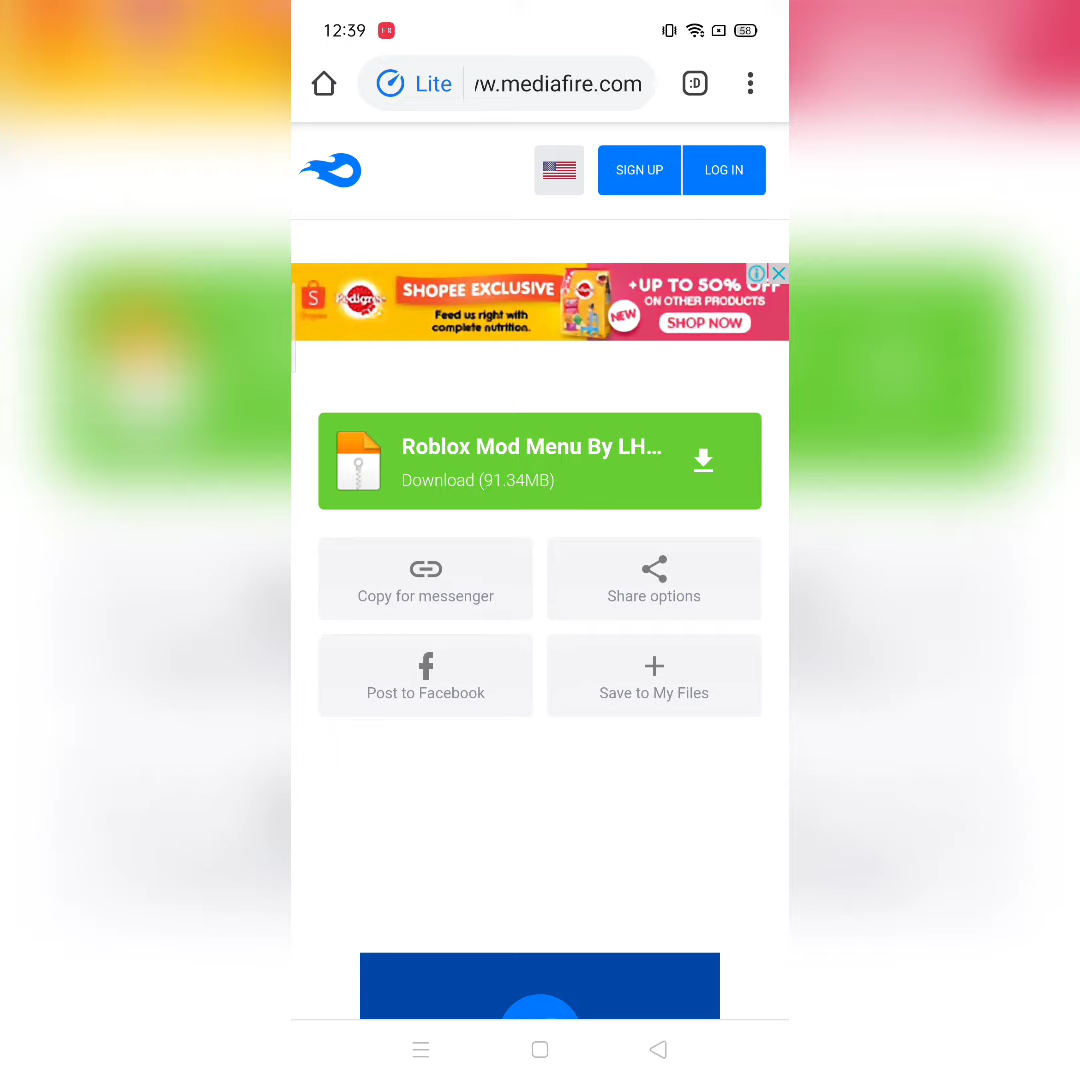 12:39
58
Lite
w.mediafire.com
:D
SIGN UP
LOG IN
S
Pedigree
SHOPEE EXCLUSIVE
Feed us right with
complete nutrition.
NEW
+UP TO 50% OFF
ON OTHER PRODUCTS
SHOP NOW
Roblox Mod Menu By LH...
Download (91.34MB)
Copy for messenger
Share options
Post to Facebook
Save to My Files